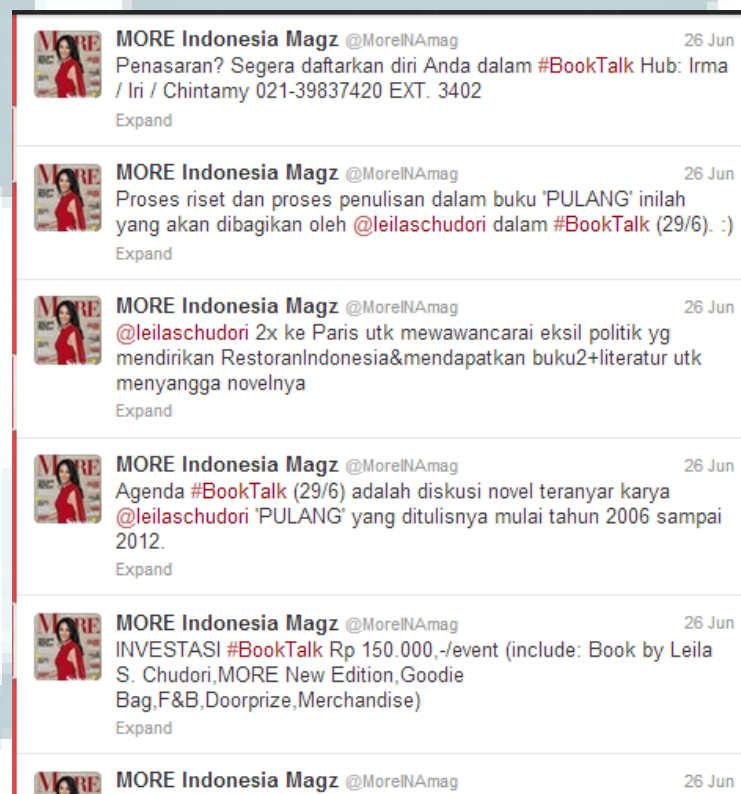 MORE Indonesia Magz @MoreINAmag 26 Jun
Penasaran? Segera daftarkan diri Anda dalam #BookTalk Hub: Irma
/ Iri / Chintamy 021-39837420 EXT. 3402
Expand
MORE Indonesia Magz @MoreINAmag 26 Jun
Proses riset dan proses penulisan dalam buku 'PULANG' inilah
yang akan dibagikan oleh @leilaschudori dalam #BookTalk (29/6). :)
Expand
MORE Indonesia Magz @MoreINAmag 26 Jun
@leilaschudori 2x ke Paris utk mewawancarai eksil politik yg
mendirikan RestoranIndonesia&mendapatkan buku2+literatur utk
menyangga novelnya
Expand
MORE Indonesia Magz @MoreINAmag 26 Jun
Agenda #BookTalk (29/6) adalah diskusi novel teranyar karya
@leilaschudori 'PULANG' yang ditulisnya mulai tahun 2006 sampai
2012.
Expand
MORE Indonesia Magz @MoreINAmag 26 Jun
INVESTASI #BookTalk Rp 150.000,-/event (include: Book by Leila
S. Chudori,MORE New Edition,Goodie
Bag,F&B,Doorprize,Merchandise)
Expand
MORE Indonesia Magz @MoreINAmag 26 Jun